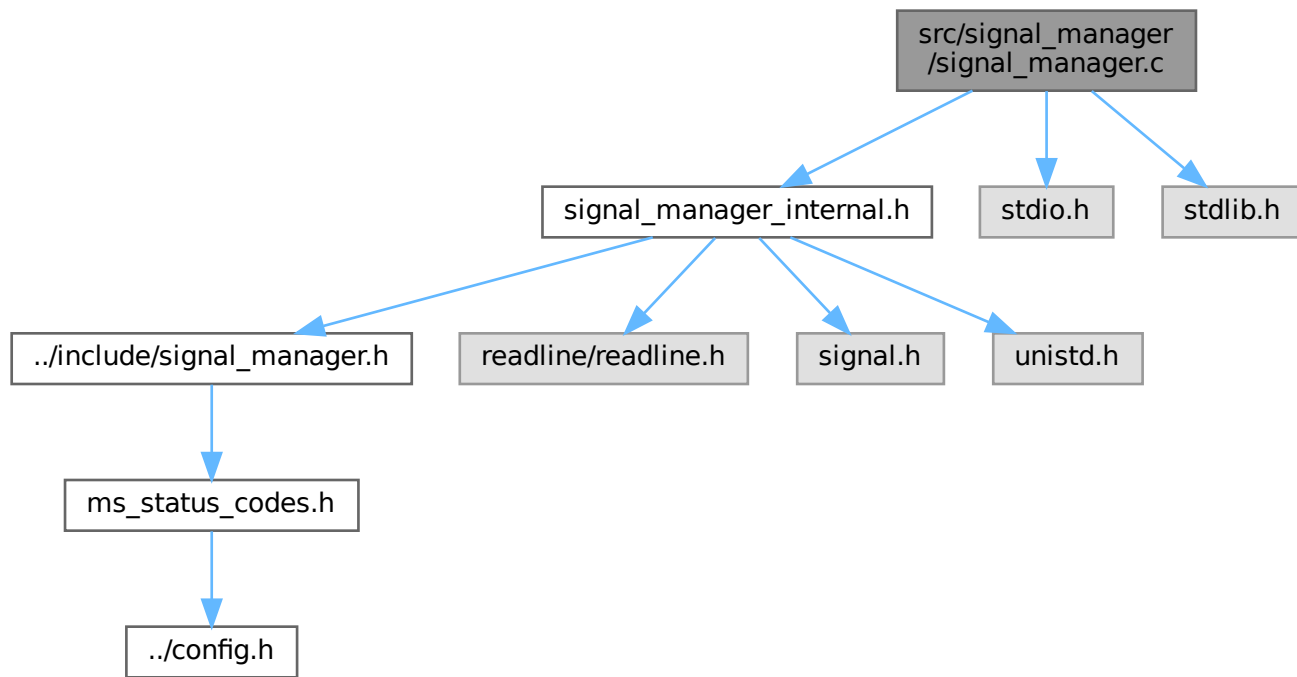 src/signal_manager
/signal_manager.c
signal_manager_internal.h
stdio.h
stdlib.h
../include/signal_manager.h
readline/readline.h
signal.h
unistd.h
ms_status_codes.h
../config.h